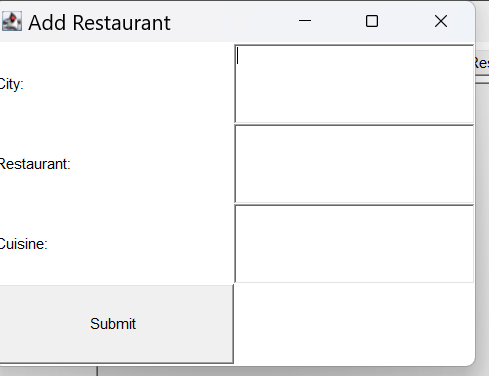 Add Restaurant
City:
Restaurant:
Cuisine:
Submit